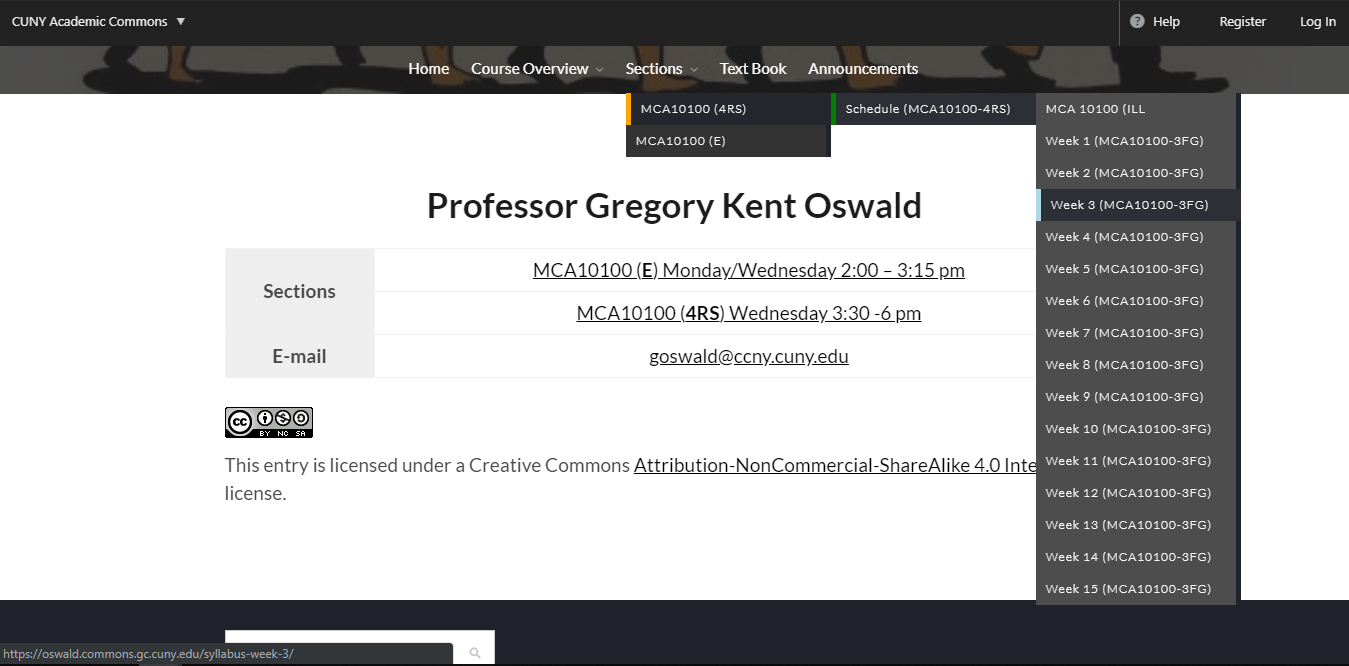 CUNY Academic Commons ▼
Help Register Log In
Home Course Overview Sections Text Book Announcements
MCA10100 (4RS)
MCA10100 (E)
Schedule (MCA10100-4RS)
MCA 10100 (ILL
Week 1 (MCA10100-3FG)
Week 2 (MCA10100-3FG)
Week 3 (MCA10100-3FG)
Week 4 (MCA10100-3FG)
Week 5 (MCA10100-3FG)
Week 6 (MCA10100-3FG)
Week 7 (MCA10100-3FG)
Week 8 (MCA10100-3FG)
Week 9 (MCA10100-3FG)
Week 10 (MCA10100-3FG)
Week 11 (MCA10100-3FG)
Week 12 (MCA10100-3FG)
Week 13 (MCA10100-3FG)
Week 14 (MCA10100-3FG)
Week 15 (MCA10100-3FG)
Professor Gregory Kent Oswald
Sections
MCA10100 (E) Monday/Wednesday 2:00 – 3:15 pm
MCA10100 (4RS) Wednesday 3:30 -6 pm
E-mail
goswald@ccny.cuny.edu
cc BY NC SA
This entry is licensed under a Creative Commons Attribution-NonCommercial-ShareAlike 4.0 Inte
license.
https://oswald.commons.gc.cuny.edu/syllabus-week-3/